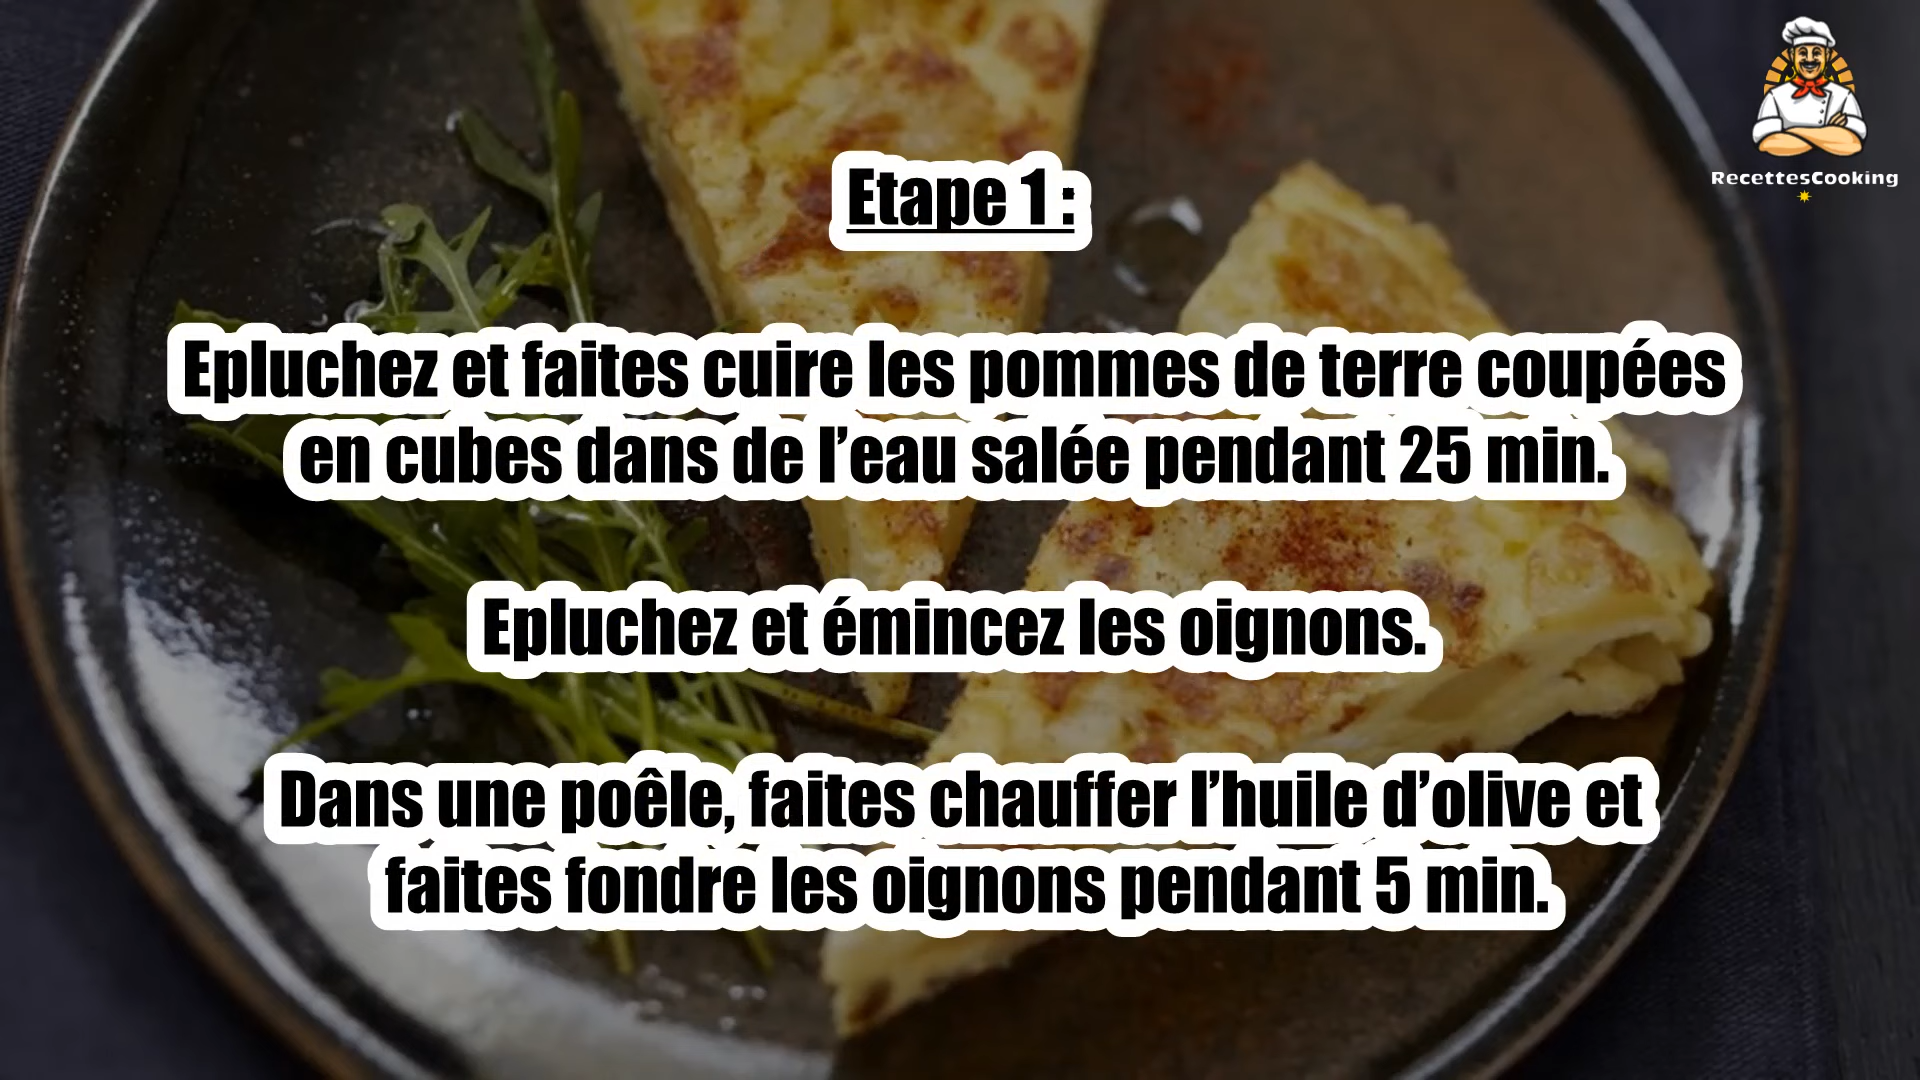 RecettesCooking
Etape 1 :
Epluchez et faites cuire les pommes de terre coupées
en cubes dans de l’eau salée pendant 25 min.
Epluchez et émincez les oignons.
Dans une poêle, faites chauffer l’huile d’olive et
faites fondre les oignons pendant 5 min.